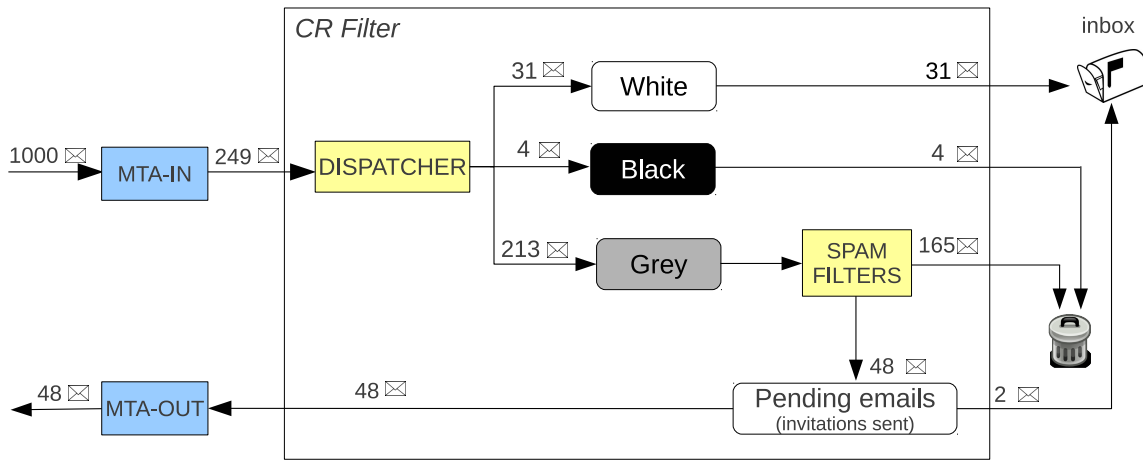 CR Filter
inbox
31
White
31
1000
MTA-IN
249
DISPATCHER
4
Black
4
213
Grey
SPAM
FILTERS
165
48
48
MTA-OUT
48
Pending emails
(invitations sent)
2